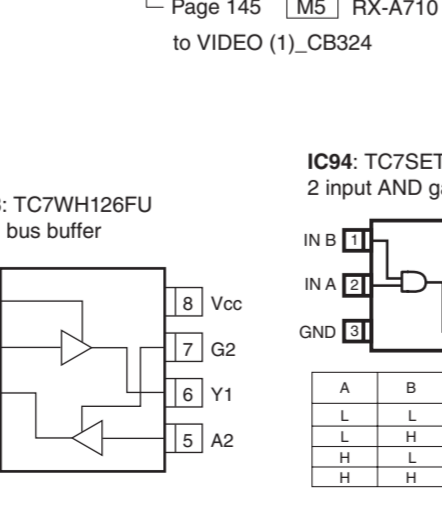 Page 145 M5 RX-A710
to VIDEO (1)_CB324
: TC7WH126FU
bus buffer
8 Vcc
7 G2
6 Y1
5 A2
IC94: TC7SET
2 input AND
IN B 1
IN A 2
GND 3
A B
L L
L H
H L
H H